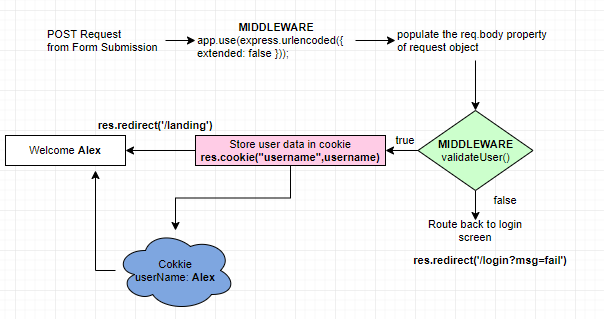 POST Request
from Form Submission
MIDDLEWARE
app.use(express.urlencoded({
extended: false }));
populate the req.body property
of request object
MIDDLEWARE
validateUser()
true
false
Route back to login
screen
res.redirect('/login?msg=fail')
Store user data in cookie
res.cookie("username",username)
res.redirect('/landing')
Welcome Alex
Cokkie
userName: Alex